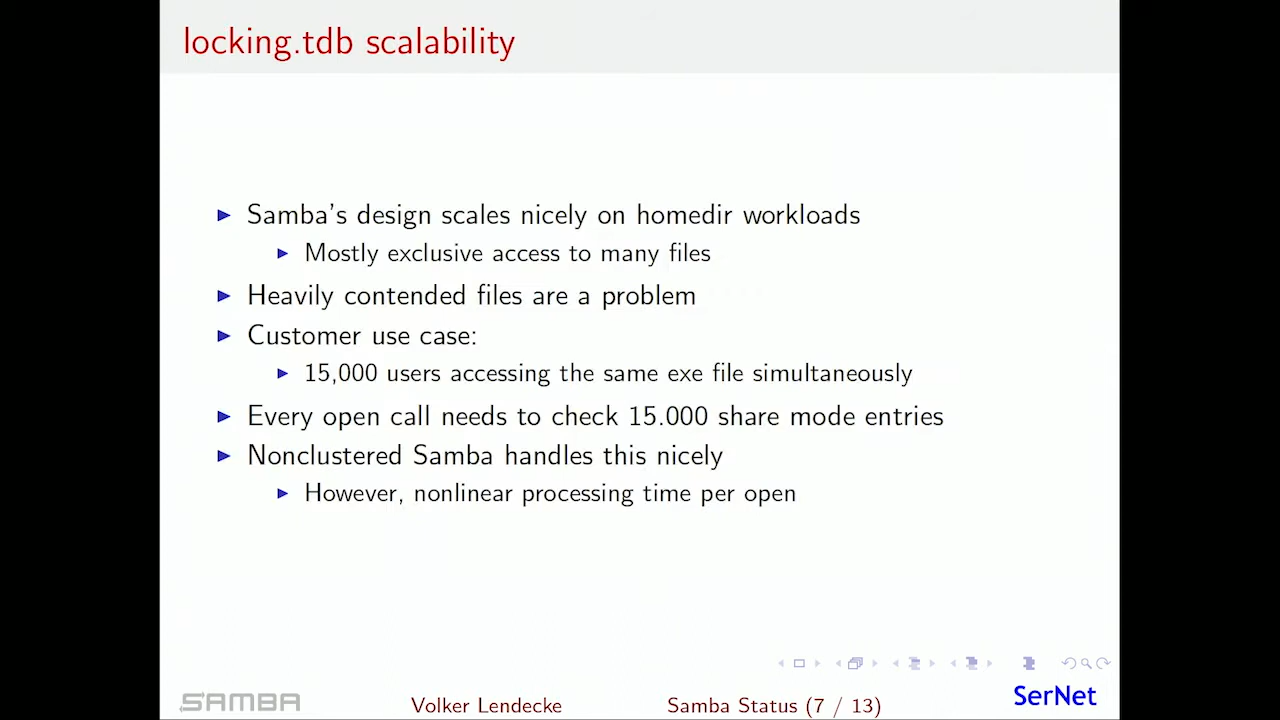 locking.tdb scalability
Samba's design scales nicely on homedir workloads
Mostly exclusive access to many files
Heavily contended files are a problem
Customer use case:
15,000 users accessing the same exe file simultaneously
Every open call needs to check 15.000 share mode entries
Nonclustered Samba handles this nicely
However, nonlinear processing time per open
SAMBA
Volker Lendecke
Samba Status (7 / 13)
SerNet